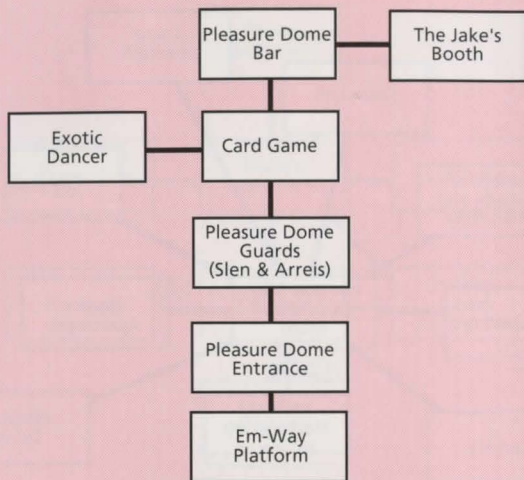 Pleasure Dome
Bar
The Jake's
Booth
Exotic
Dancer
Card Game
Pleasure Dome
Guards
(Slen & Arreis)
Pleasure Dome
Entrance
Em-Way
Platform